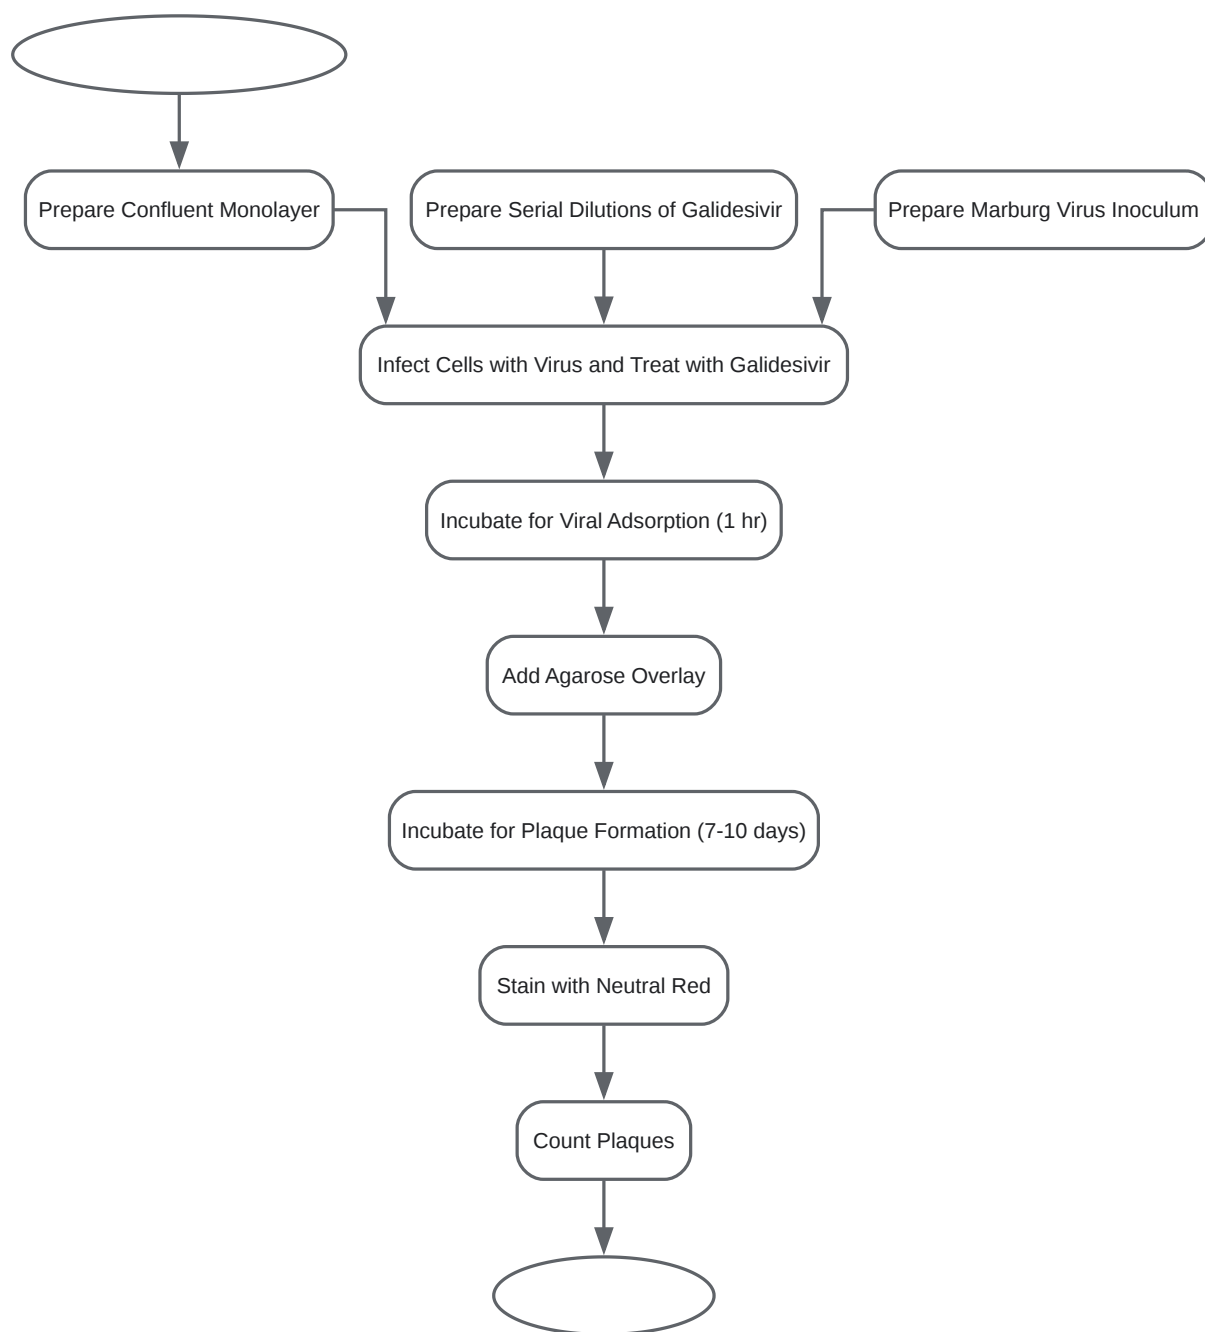 Prepare Confluent Monolayer
Prepare Serial Dilutions of Galidesivir
Prepare Marburg Virus Inoculum
Infect Cells with Virus and Treat with Galidesivir
Incubate for Viral Adsorption (1 hr)
Add Agarose Overlay
Incubate for Plaque Formation (7-10 days)
Stain with Neutral Red
Count Plaques